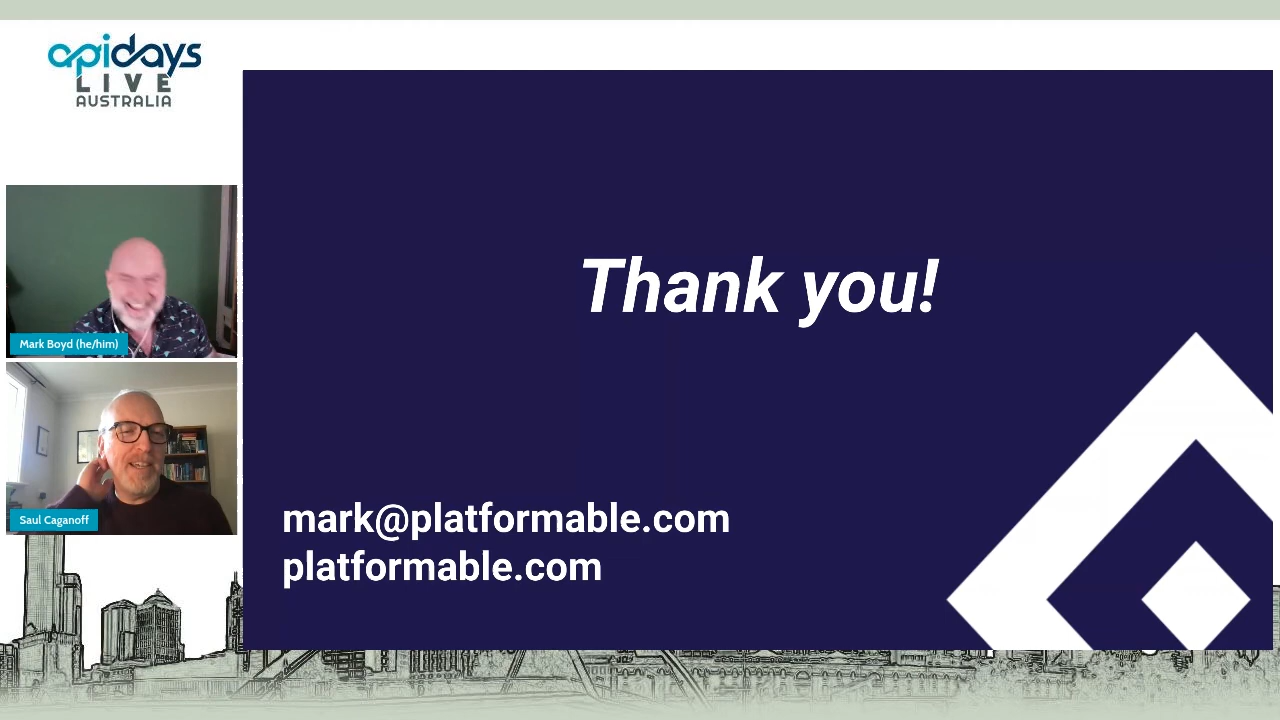 apidays
LIVE
AUSTRALIA
Mark Boyd (he/him)
Saul Caganoff
Thank you!
mark@platformable.com
platformable.com